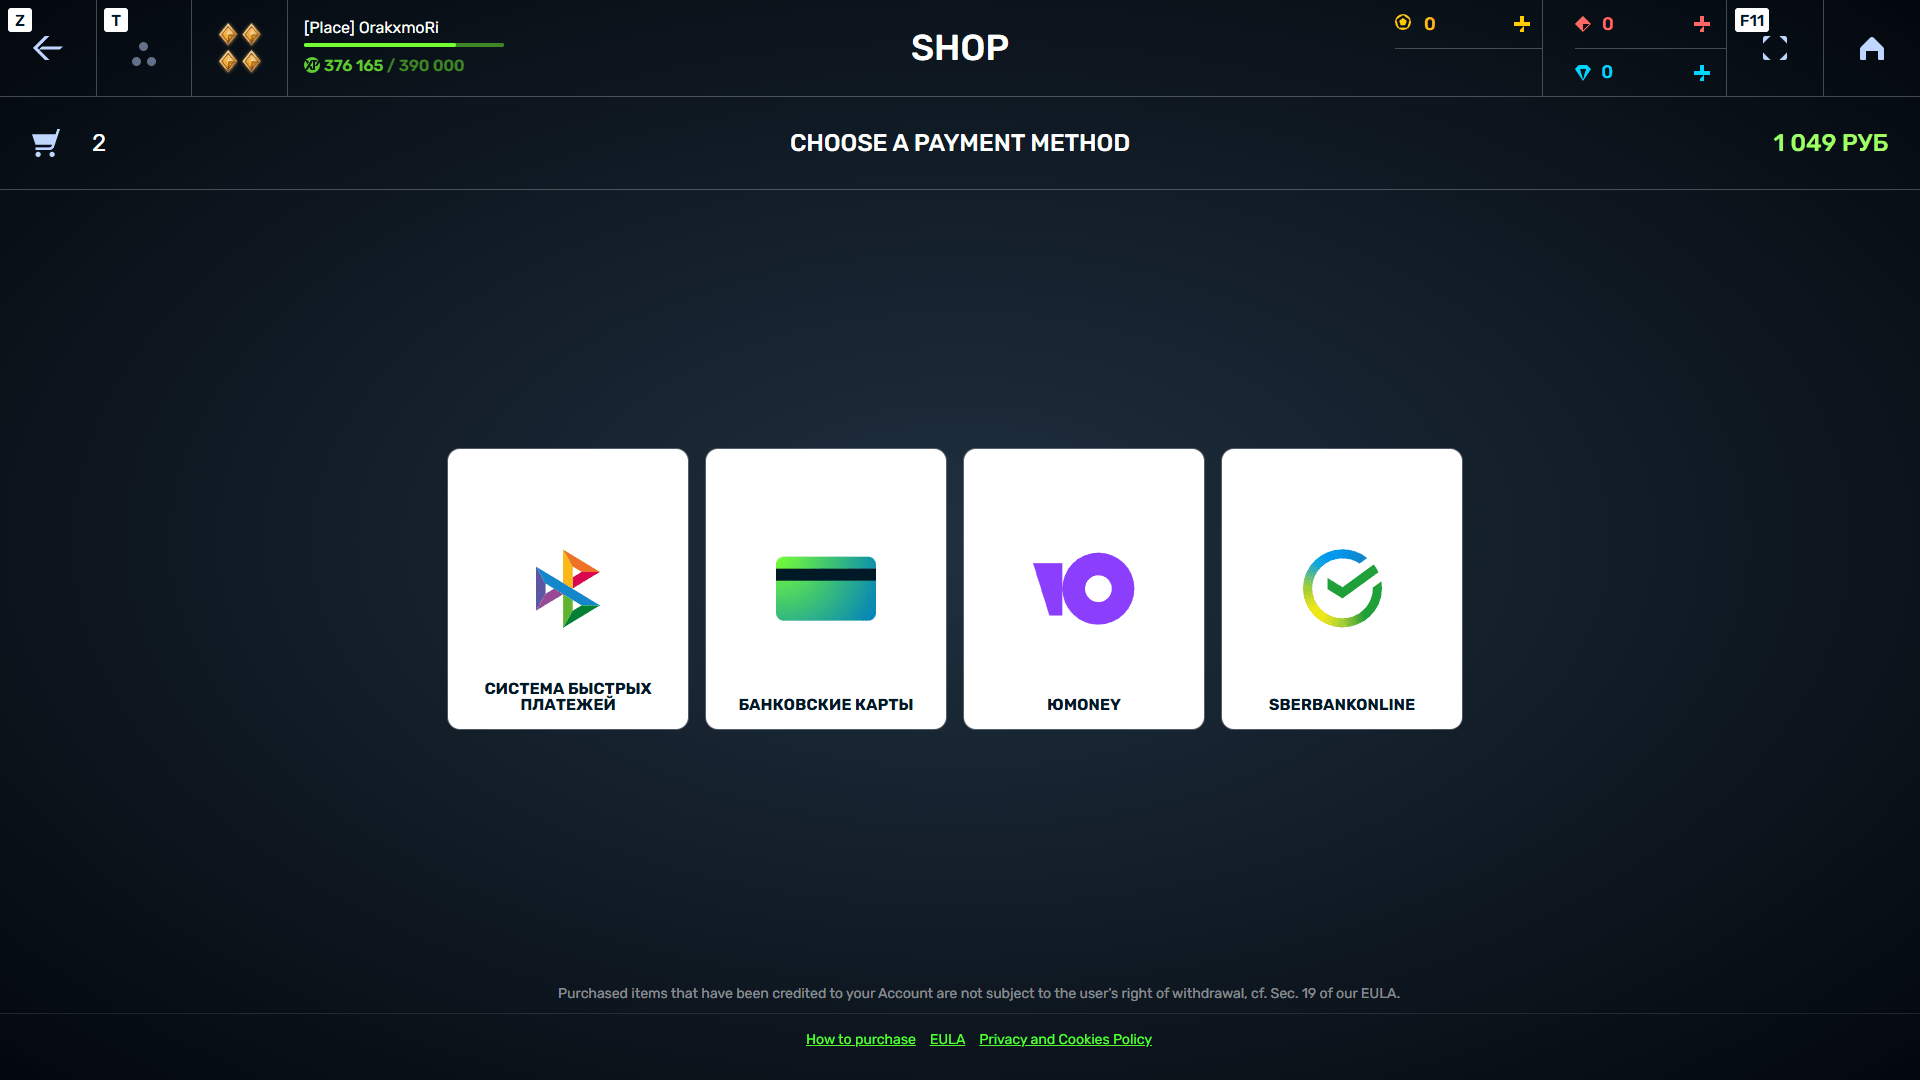 Z
T
[Place] OrakxmoRi
XP 376 165 / 390 000
SHOP
0
0
0
F11
2
CHOOSE A PAYMENT METHOD
1 049 РУБ
СИСТЕМА БЫСТРЫХ
ПЛАТЕЖЕЙ
БАНКОВСКИЕ КАРТЫ
ЮMONEY
SBERBANKONLINE
Purchased items that have been credited to your Account are not subject to the user's right of withdrawal, cf. Sec. 19 of our EULA.
How to purchase EULA Privacy and Cookies Policy